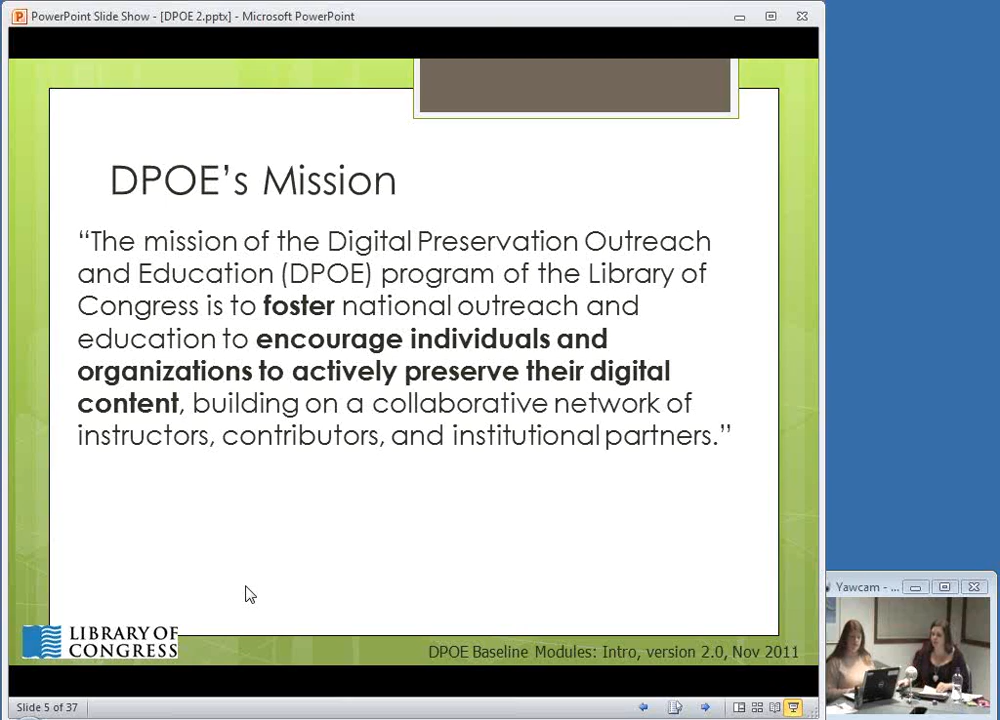 PowerPoint Slide Show - [DPOE 2.pptx] - Microsoft PowerPoint
DPOE’s Mission
“The mission of the Digital Preservation Outreach
and Education (DPOE) program of the Library of
Congress is to foster national outreach and
education to encourage individuals and
organizations to actively preserve their digital
content, building on a collaborative network of
instructors, contributors, and institutional partners.”
LIBRARY OF
CONGRESS
DPOE Baseline Modules: Intro, version 2.0, Nov 2011
Slide 5 of 37
Yawcam - ...